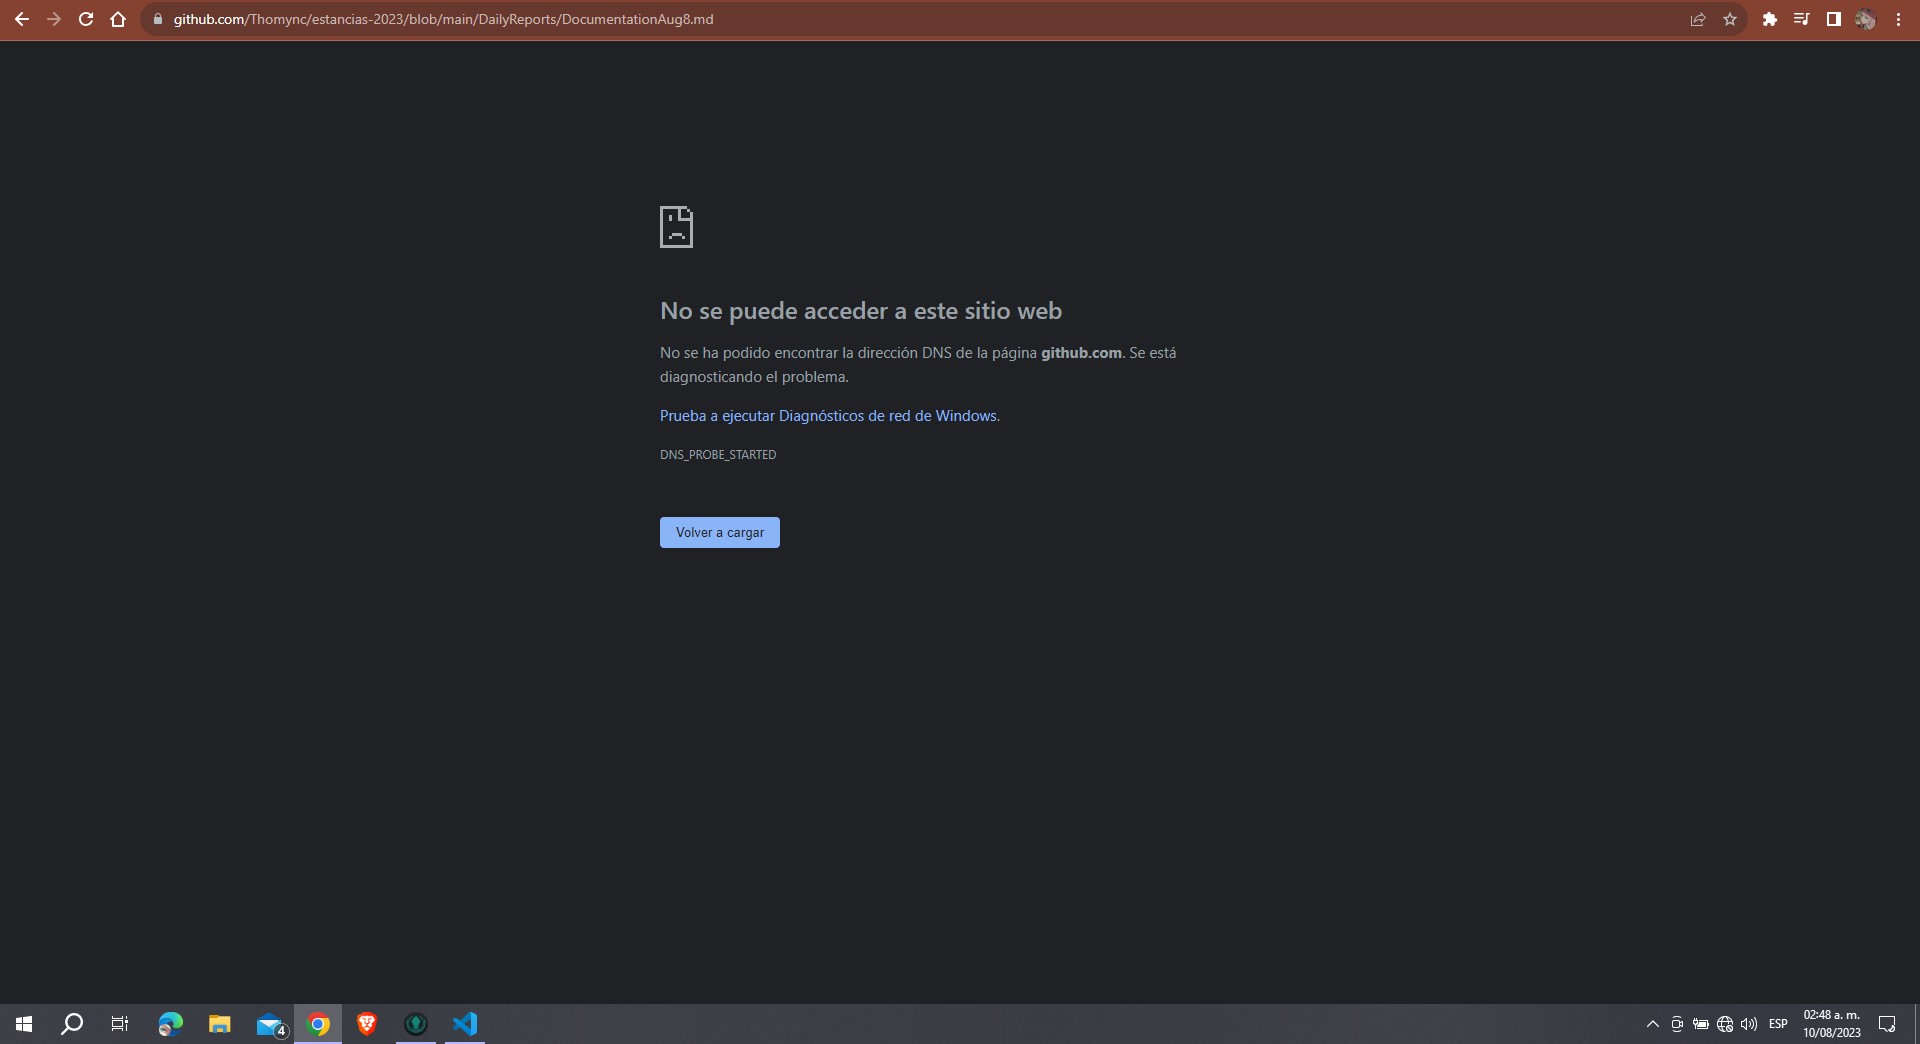 github.com/Thomync/estancias-2023/blob/main/DailyReports/DocumentationAug8.md
No se puede acceder a este sitio web
No se ha podido encontrar la dirección DNS de la página github.com. Se está
diagnosticando el problema.
Prueba a ejecutar Diagnósticos de red de Windows.
DNS_PROBE_STARTED
Volver a cargar
4
ESP
02:48 a. m.
10/08/2023